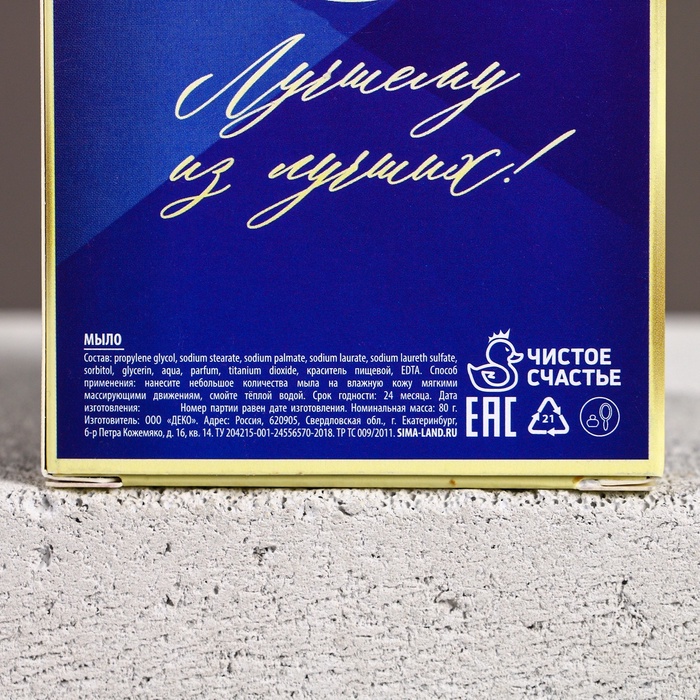 Лучшему
из лучших!
МЫЛО
Состав: propylene glycol, sodium stearate, sodium palmate, sodium laurate, sodium laureth sulfate,
sorbitol, glycerin, aqua, parfum, titanium dioxide, краситель пищевой, EDTA. Способ
применения: нанесите небольшое количества мыла на влажную кожу мягкими
массирующими движениям, смойте тёплой водой. Срок годности: 24 месяца. Дата
изготовления: Номер партии равен дате изготовления. Номинальная масса: 80 г.
Изготовитель: ООО «ДЕКО». Адрес: Россия, 620905, Свердловская обл., г. Екатеринбург,
б-р Петра Кожемяко, д. 16, кв. 14. ТУ 204215-001-24556570-2018. ТР ТС 009/2011. SIMA-LAND.RU
ЧИСТОЕ
СЧАСТЬЕ
EAC
21